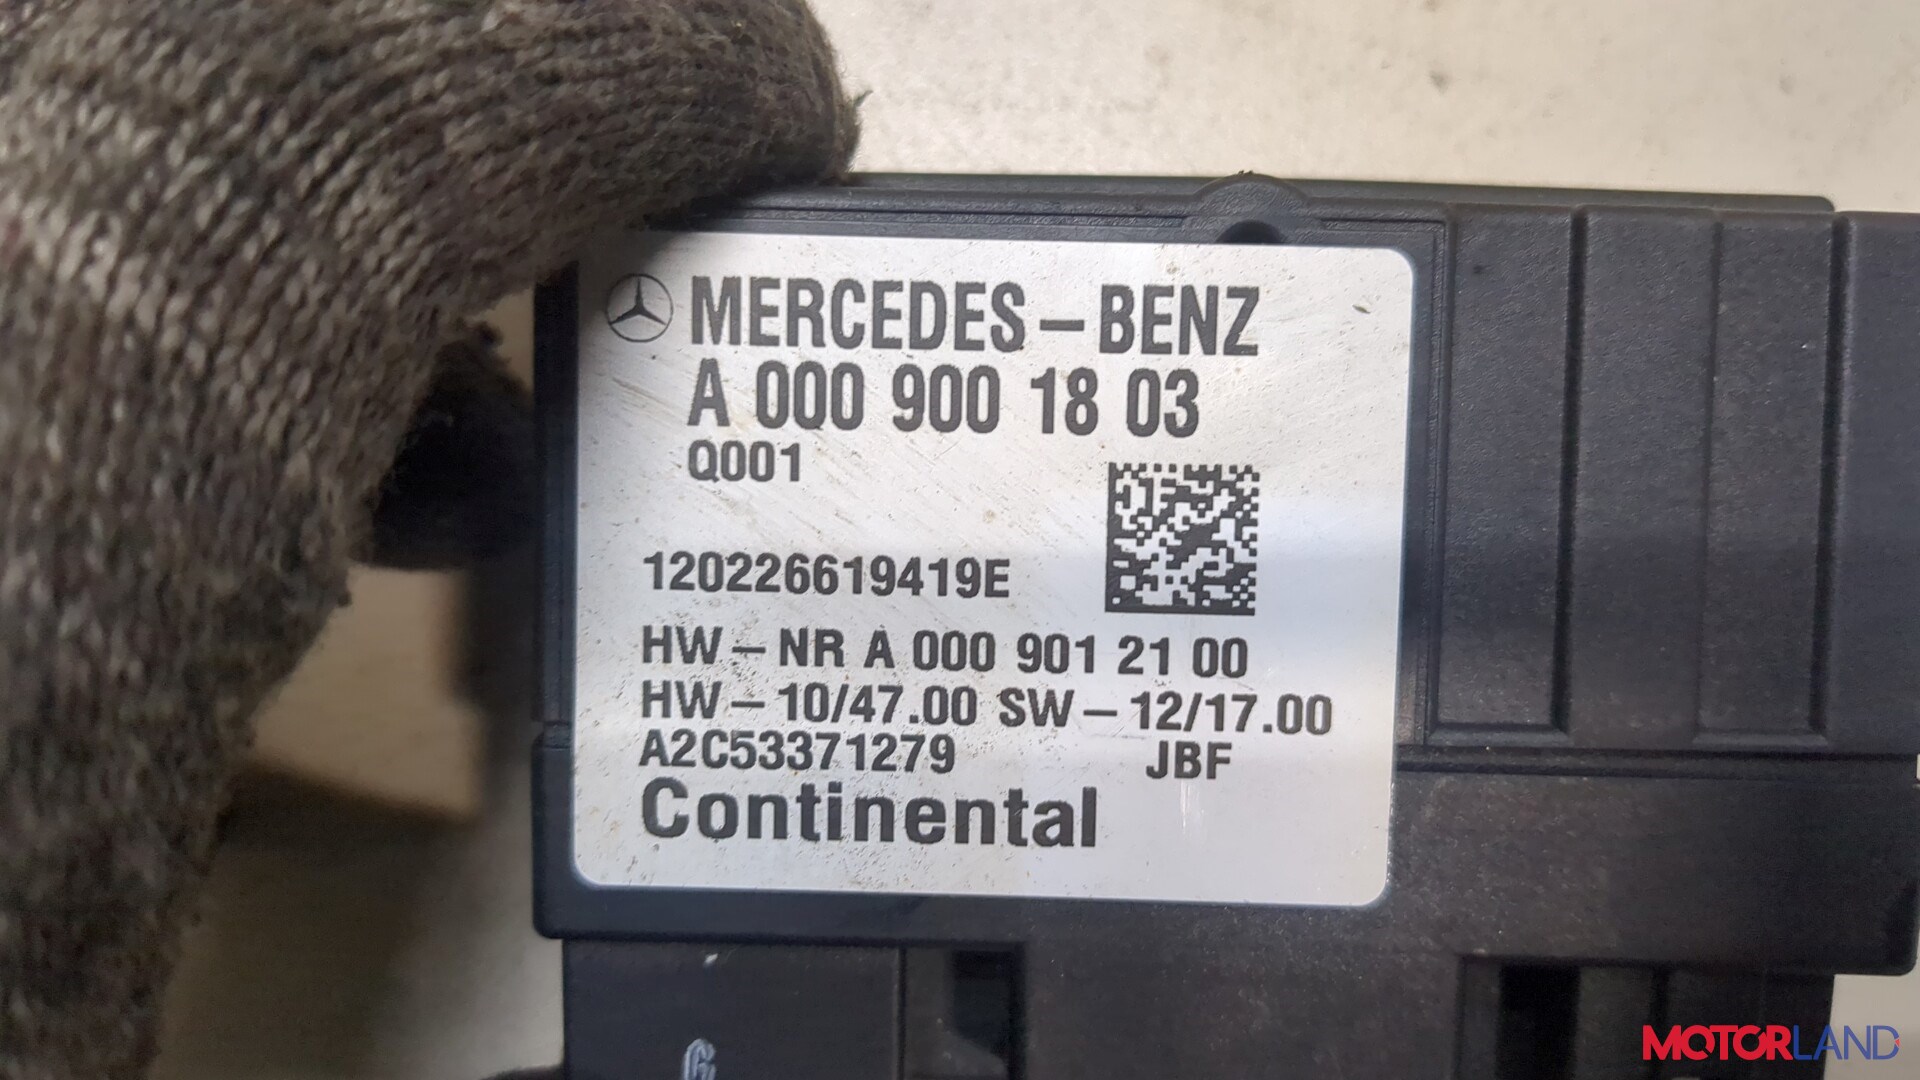 MERCEDES-BENZ
A 000 900 18 03
Q001
120226619419E
HW-NR A 000 901 21 00
HW-10/47.00 SW-12/17.00
A2C53371279 JBF
Continental
MOTORLAND